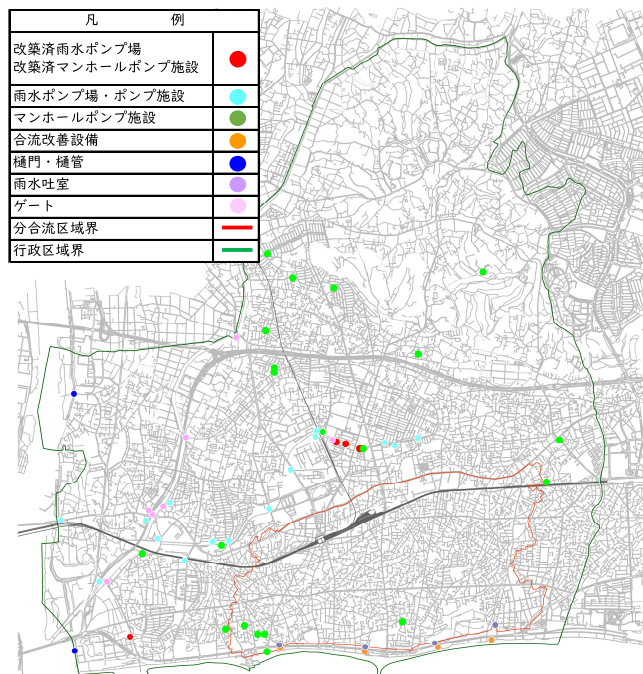 凡 例
改築済雨水ポンプ場
改築済マンホールポンプ施設
雨水ポンプ場・ポンプ施設
マンホールポンプ施設
合流改善設備
樋門・樋管
雨水吐室
ゲート
分合流区域界
行政区域界